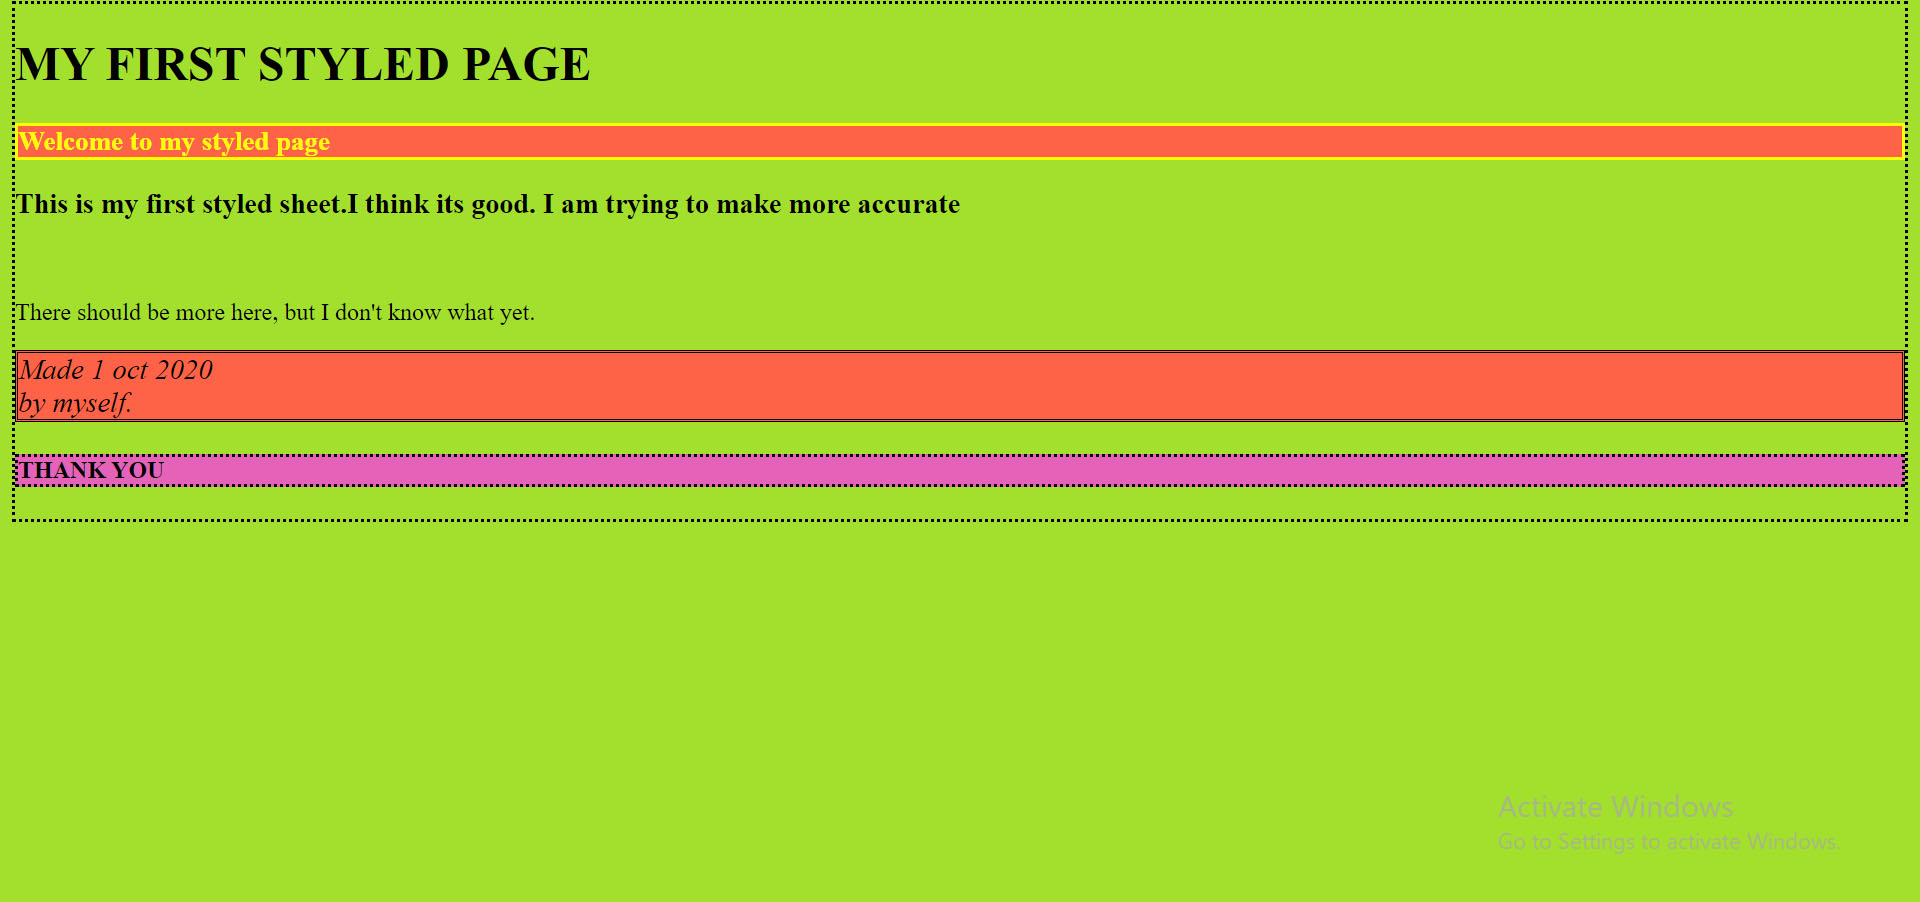 MY FIRST STYLED PAGE
Welcome to my styled page
This is my first styled sheet.I think its good. I am trying to make more accurate
There should be more here, but I don't know what yet.
Made 1 oct 2020
by myself.
THANK YOU
Activate Windows
Go to Settings to activate Windows.